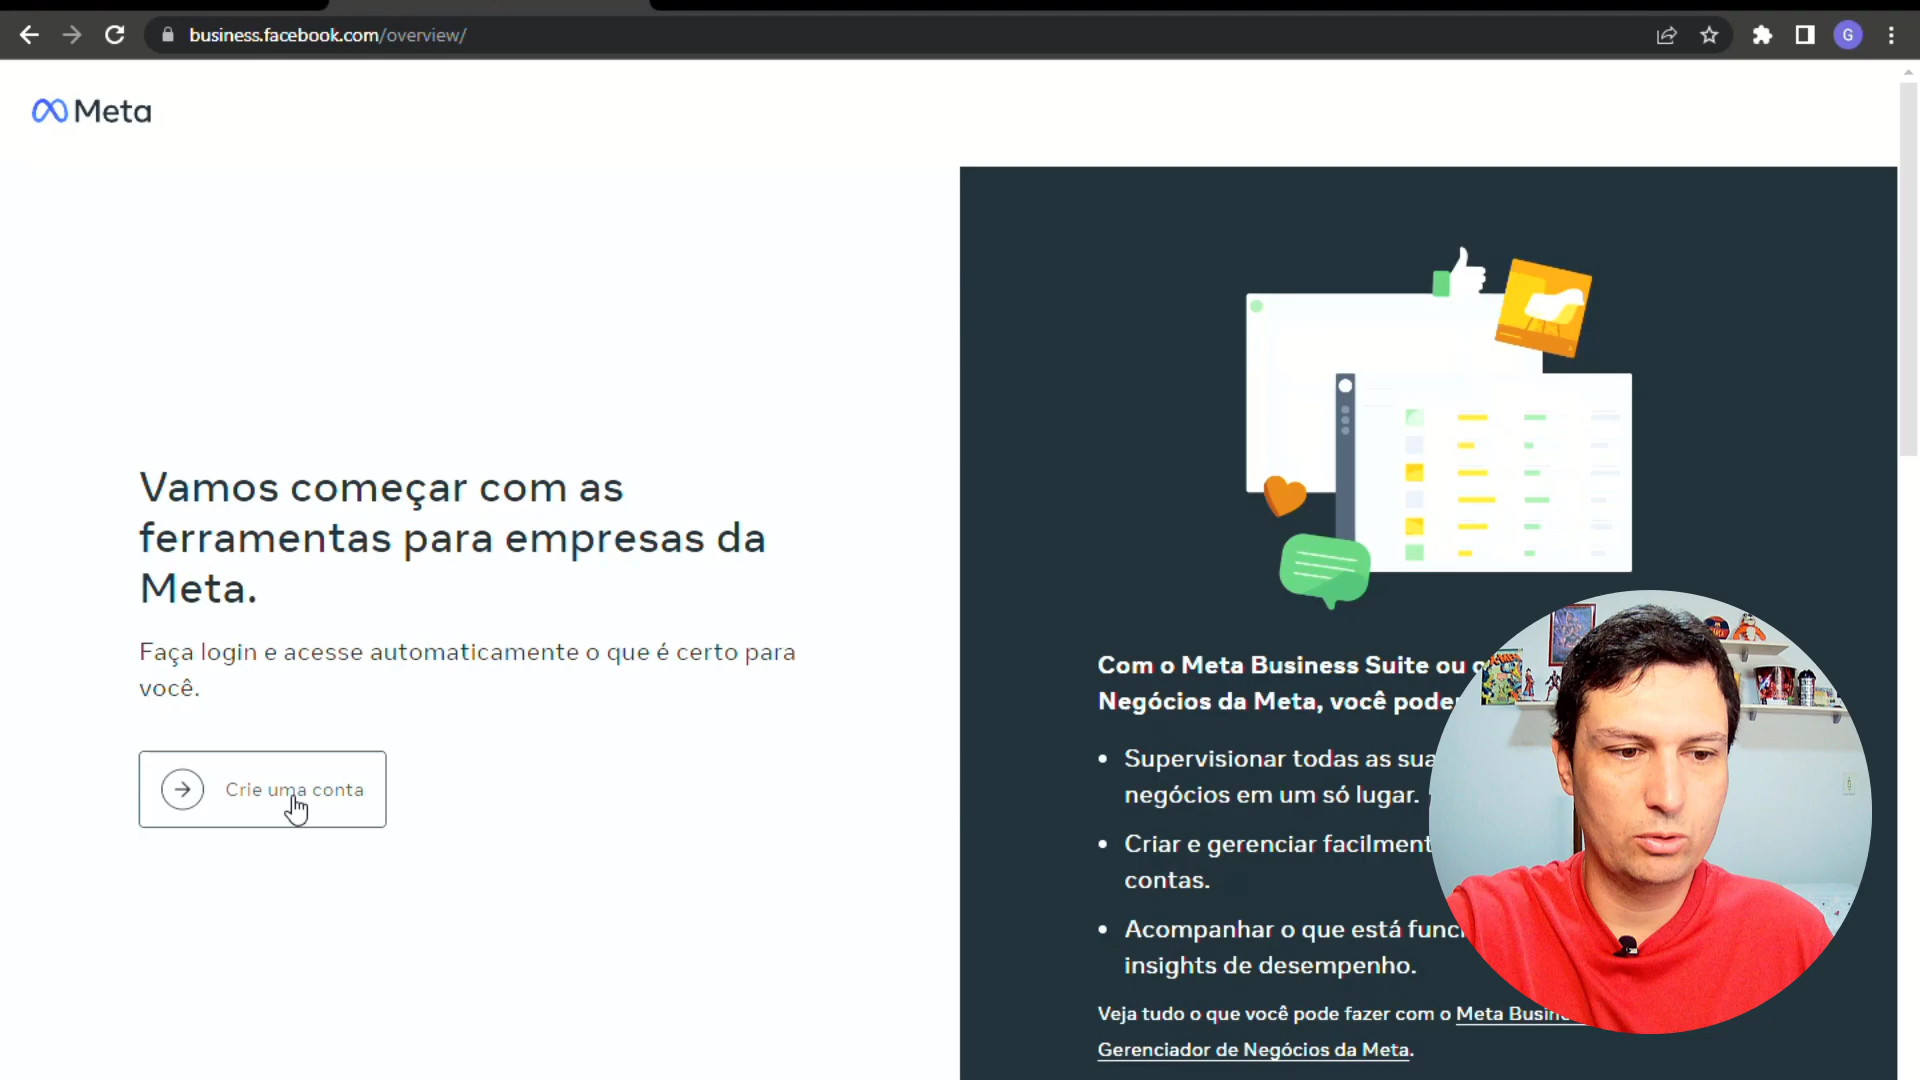 business.facebook.com/overview/
G
Meta
Vamos começar com as
ferramentas para empresas da
Meta.
Faça login e acesse automaticamente o que é certo para
você.
Crie uma conta
Com o Meta Business Suite ou o
Negócios da Meta, você pode
Supervisionar todas as sua
negócios em um só lugar.
Criar e gerenciar facilment
contas.
Acompanhar o que está funci
insights de desempenho.
Veja tudo o que você pode fazer com o Meta Busin
Gerenciador de Negócios da Meta.